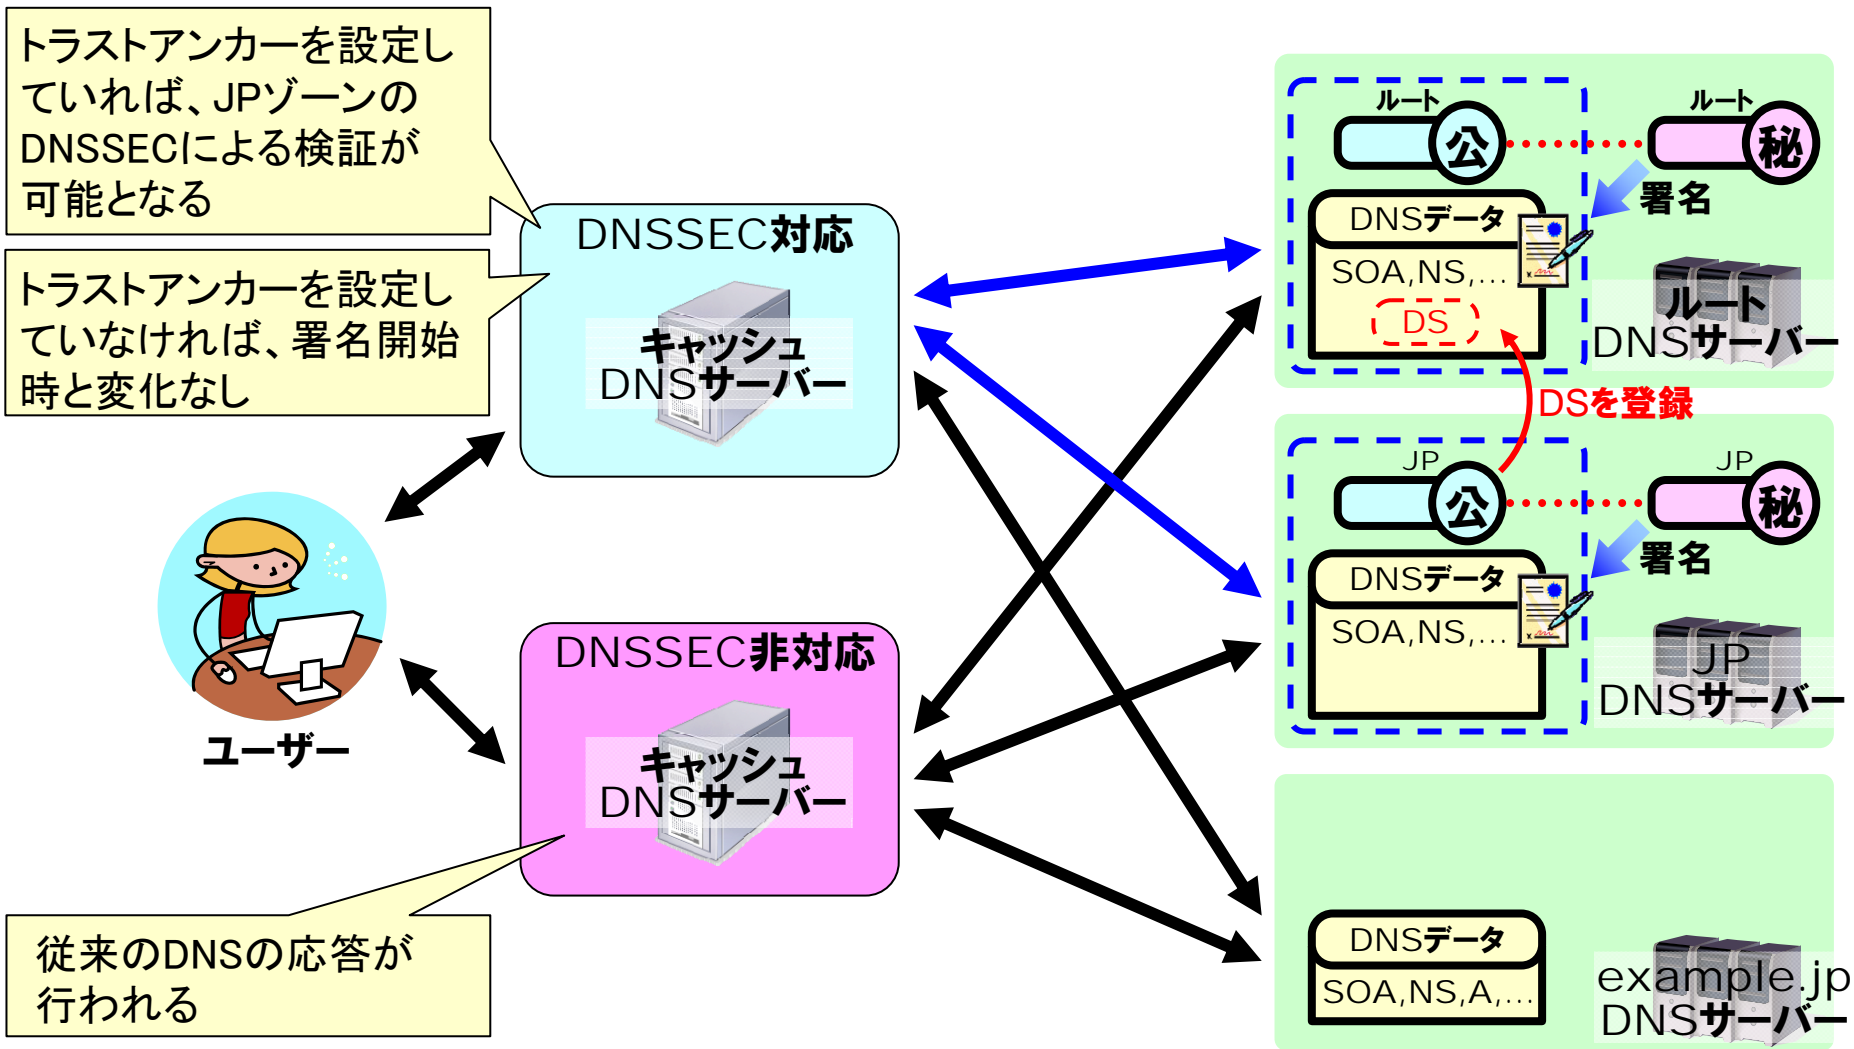 トラストアンカーを設定し
ていれば、JPゾーンの
DNSSECによる検証が
可能となる
トラストアンカーを設定し
ていなければ、署名開始
時と変化なし
DNSSEC対応
キャッシュ
DNSサーバー
ユーザー
DNSSEC非対応
キャッシュ
DNSサーバー
従来のDNSの応答が
行われる
ルート
公
ルート
秘
署名
DNSデータ
SOA,NS,...
DS
ルート
DNSサーバー
DSを登録
JP
公
JP
秘
署名
DNSデータ
SOA,NS,...
JP
DNSサーバー
DNSデータ
SOA,NS,A,...
example.jp
DNSサーバー